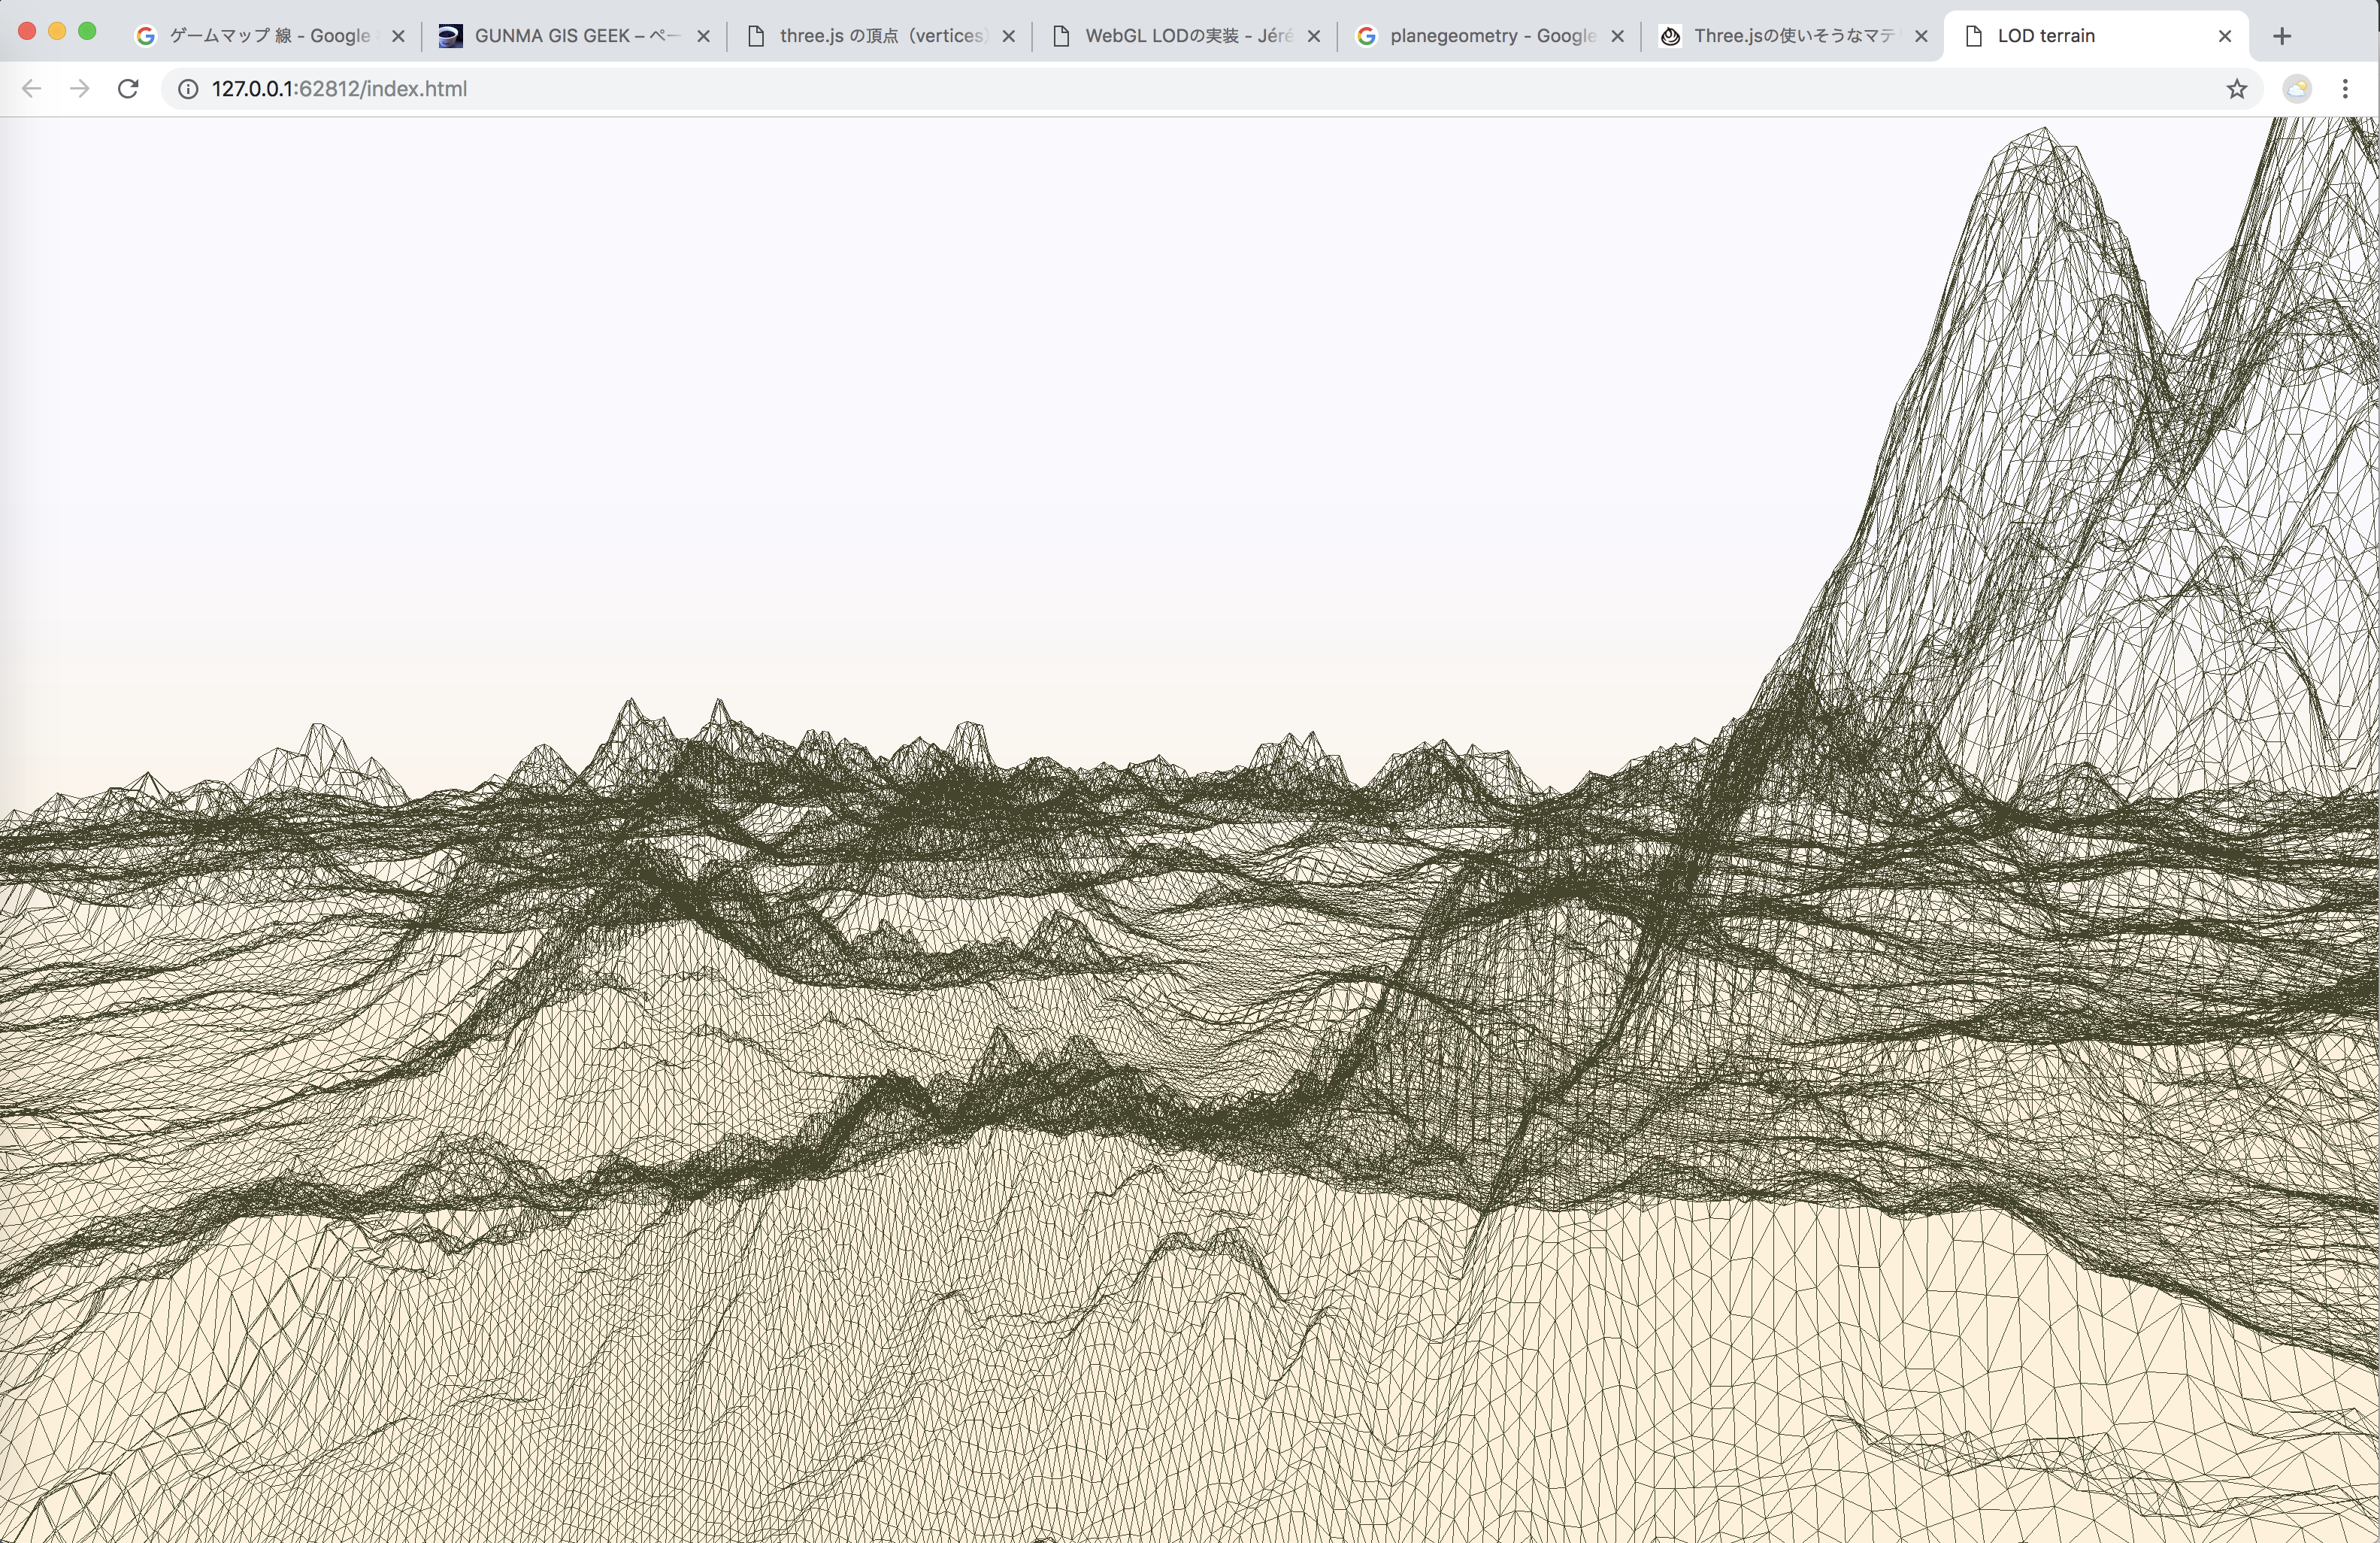 ゲームマップ 線 - Google
GUNMA GIS GEEK – ペー
three.js の頂点（vertices）
WebGL LODの実装 - Jéré
planegeometry - Google
Three.jsの使いそうなマテ
LOD terrain
127.0.0.1:62812/index.html